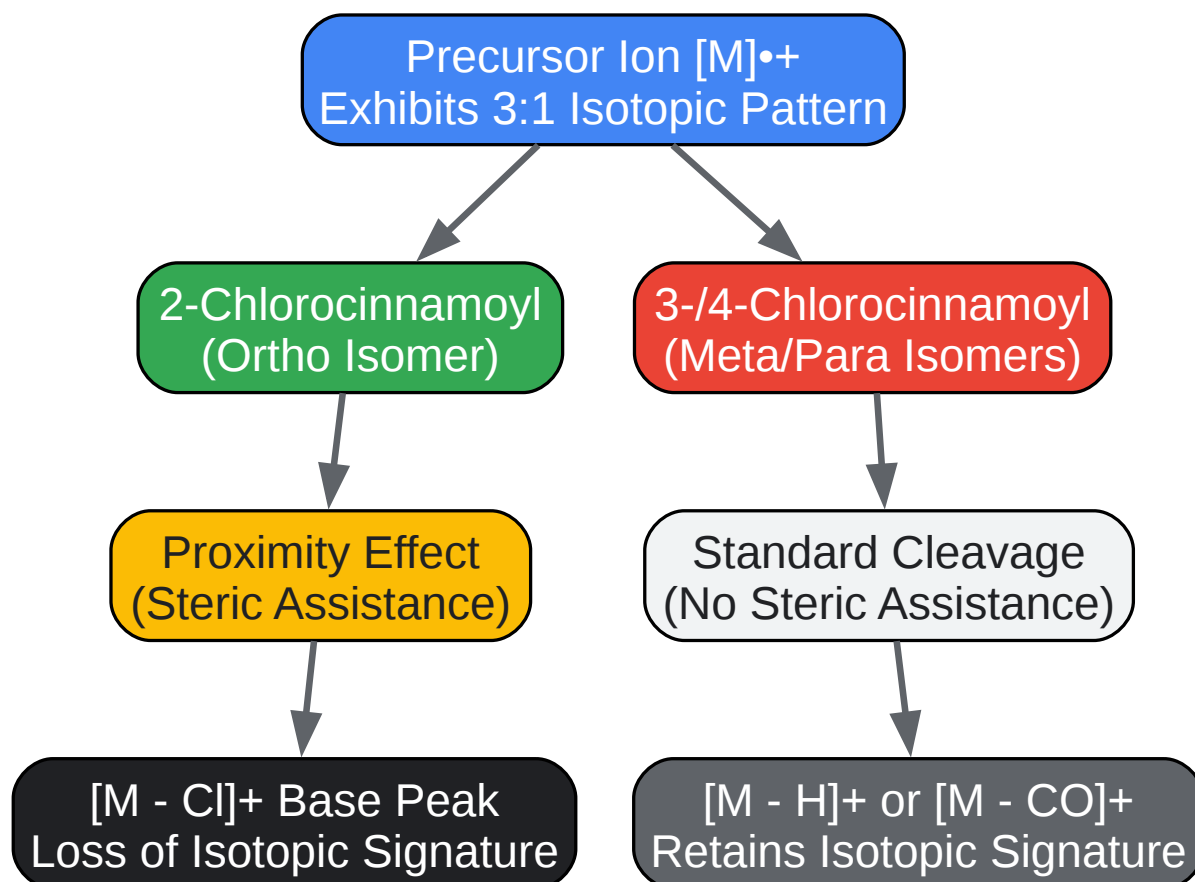 Precursor Ion [M]•+
Exhibits 3:1 Isotopic Pattern
2-Chlorocinnamoyl
(Ortho Isomer)
3-/4-Chlorocinnamoyl
(Meta/Para Isomers)
Proximity Effect
(Steric Assistance)
Standard Cleavage
(No Steric Assistance)
[M - Cl]+ Base Peak
Loss of Isotopic Signature
[M - H]+ or [M - CO]+
Retains Isotopic Signature